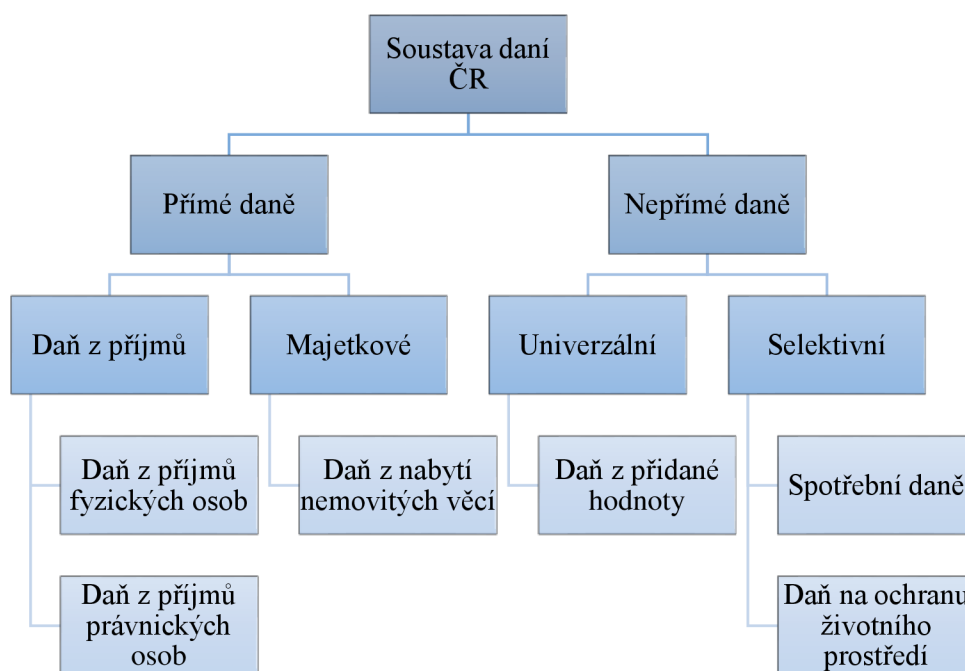 Soustava daní
ČR
Přímé daně
Nepřímé daně
Daň z příjmů
Majetkové
Univerzální
Selektivní
Daň z příjmů
fyzických osob
Daň z nabytí
nemovitých věcí
Daň z přidané
hodnoty
Spotřební daně
Daň z příjmů
právnických
osob
Daň na ochranu
životního
prostředí